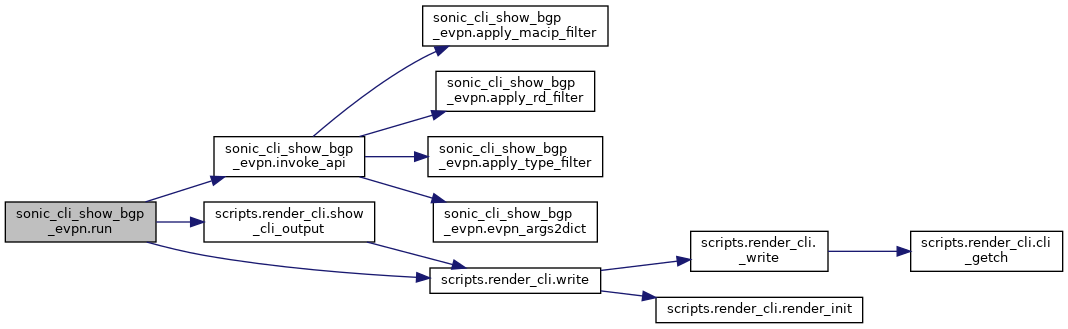 sonic_cli_show_bgp
_evpn.apply_macip_filter
sonic_cli_show_bgp
_evpn.apply_rd_filter
sonic_cli_show_bgp
_evpn.invoke_api
sonic_cli_show_bgp
_evpn.apply_type_filter
sonic_cli_show_bgp
_evpn.run
scripts.render_cli.show
_cli_output
sonic_cli_show_bgp
_evpn.evpn_args2dict
scripts.render_cli.write
scripts.render_cli.
_write
scripts.render_cli.cli
_getch
scripts.render_cli.render_init